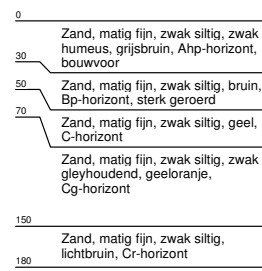 0
Zand, matig fijn, zwak siltig, zwak
humeus, grijsbruin, Ahp-horizont,
bouwvoor
30
50
Zand, matig fijn, zwak siltig, bruin,
Bp-horizont, sterk geroerd
70
Zand, matig fijn, zwak siltig, geel,
C-horizont
Zand, matig fijn, zwak siltig, zwak
gleyhoudend, geeloranje,
Cg-horizont
150
Zand, matig fijn, zwak siltig,
lichtbruin, Cr-horizont
180